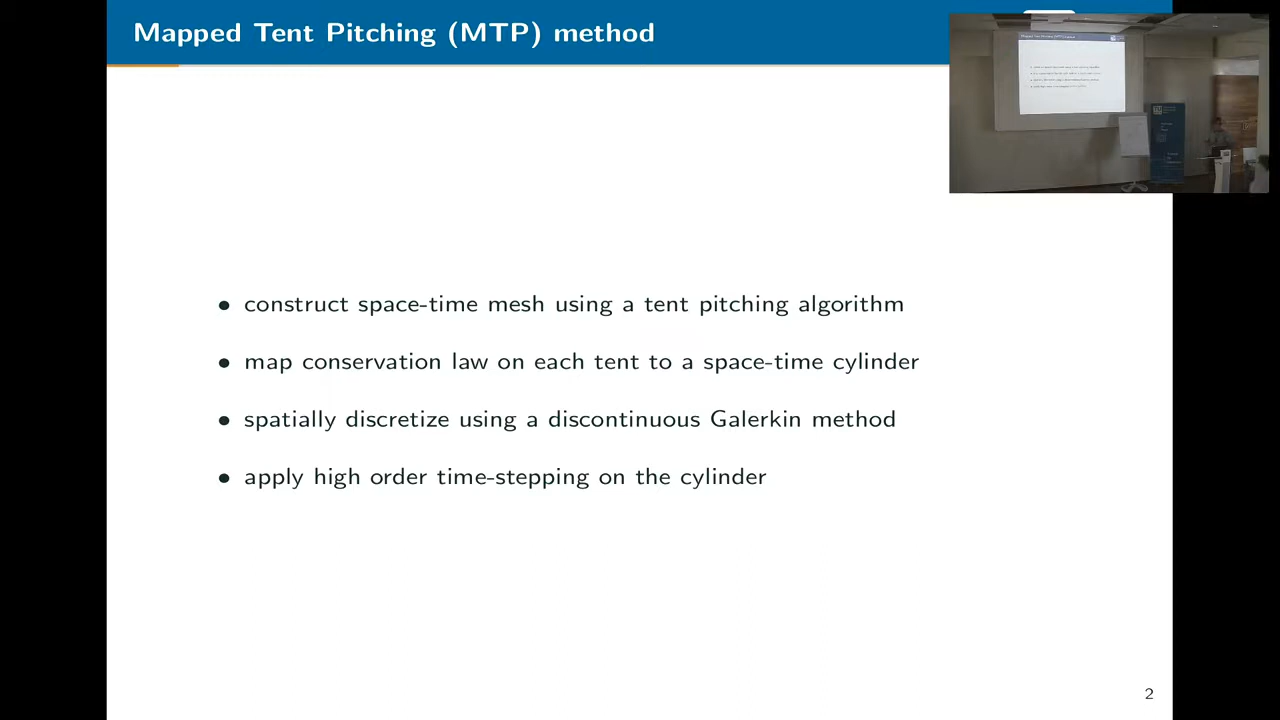 Mapped Tent Pitching (MTP) method
• construct space-time mesh using a tent pitching algorithm
• map conservation law on each tent to a space-time cylinder
• spatially discretize using a discontinuous Galerkin method
• apply high order time-stepping on the cylinder
2